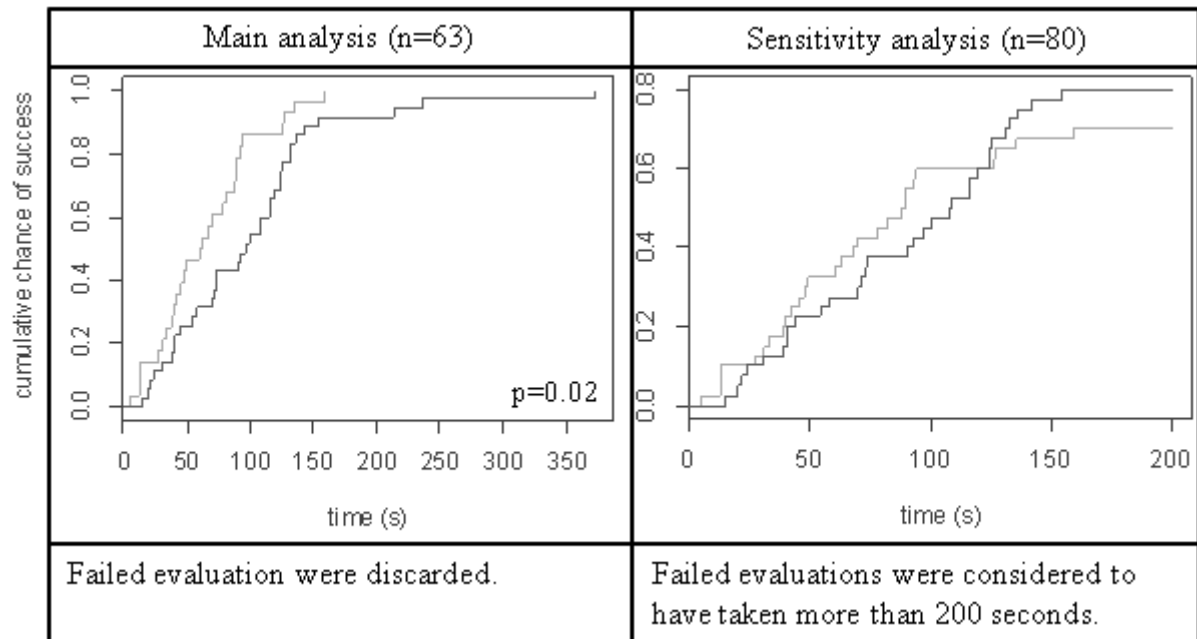 Main analysis (n=63)
Sensitivity analysis (n=80)
cumulative chance of success
1.0
0.8
0.6
0.4
0.2
0.0
p=0.02
0 50 100 150 200 250 300 350
time (s)
0.8
0.6
0.4
0.2
0.0
0 50 100 150 200
time (s)
Failed evaluation were discarded.
Failed evaluations were considered to
have taken more than 200 seconds.